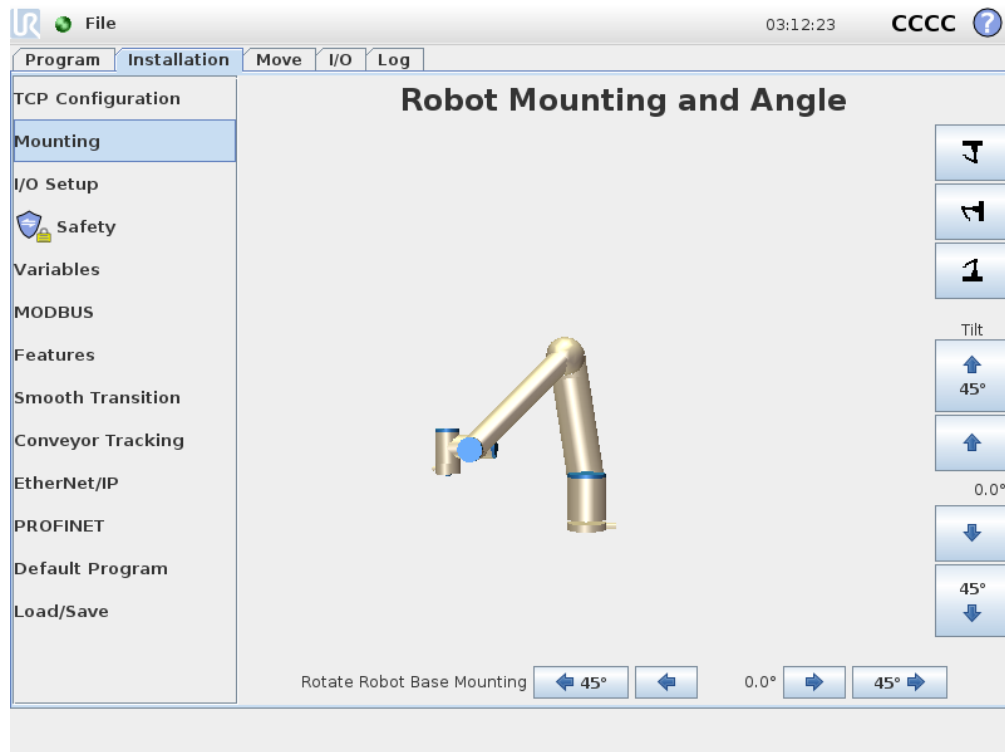 UR File 03:12:23 CCCC ?
Program Installation Move I/O Log
TCP Configuration
Mounting
I/O Setup
Safety
Variables
MODBUS
Features
Smooth Transition
Conveyor Tracking
EtherNet/IP
PROFINET
Default Program
Load/Save
Robot Mounting and Angle
Tilt
45°
0.0°
45°
Rotate Robot Base Mounting 45° 0.0° 45°